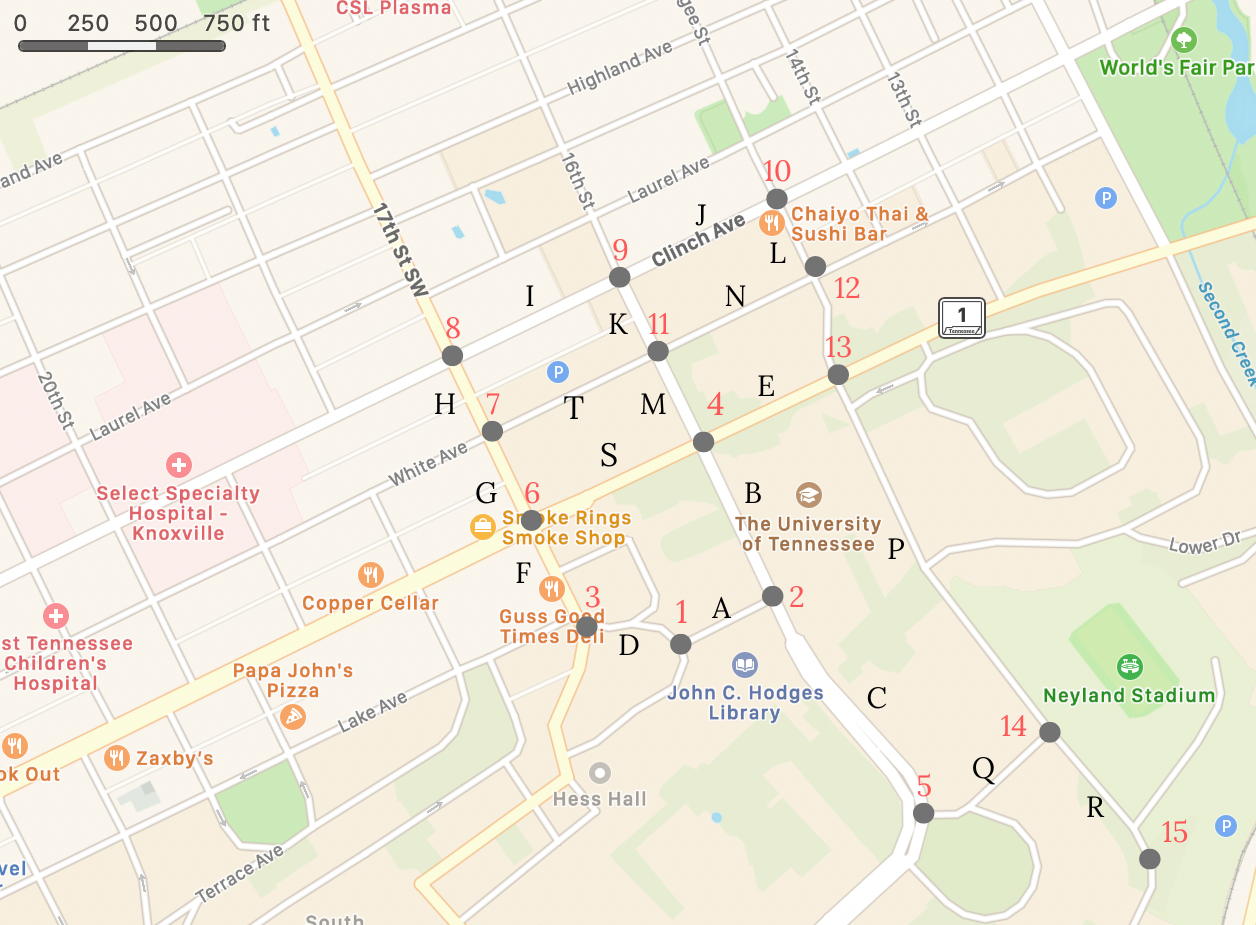 CSL Plasma
0 250 500 750 ft
gee St
Highland Ave
14th St
13th St
World's Fair Par
and Ave
16th St
Laurel Ave
10
J
Clinch Ave
Chaiyo Thai &
Sushi Bar
P
17th St SW
9
L
12
I
N
K
11
8
1
Tennessee
Second Creek
13
P
E
20th St
Laurel Ave
H
7
T
M
4
White Ave
S
Select Specialty
Hospital -
Knoxville
G
6
Smoke Rings
Smoke Shop
B
The University
of Tennessee
P
Lower Dr
Copper Cellar
F
3
Guss Good
Times Deli
1
A
2
D
st Tennessee
Children's
Hospital
Papa John's
Pizza
John C. Hodges
Library
C
Neyland Stadium
Lake Ave
14
ok Out
Zaxby's
Q
5
Hess Hall
R
15
P
vel
Terrace Ave
South